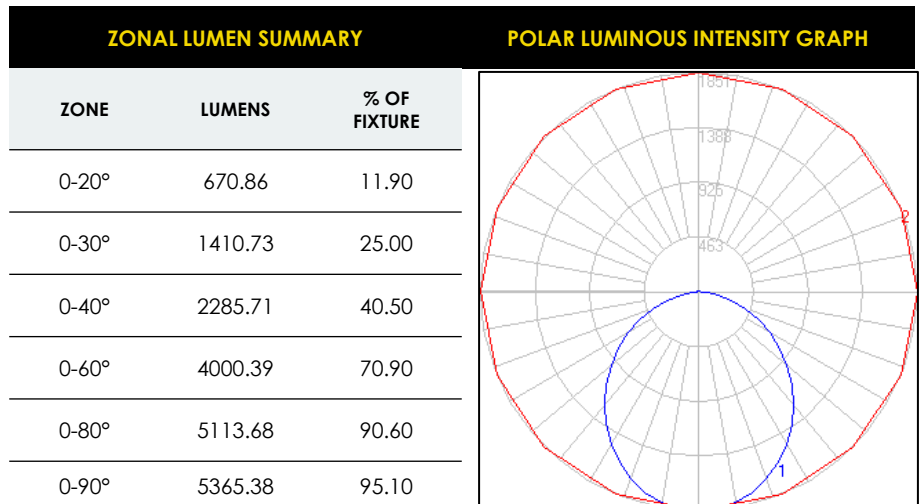 ZONAL LUMEN SUMMARY
ZONE LUMENS % OF FIXTURE
0-20° 670.86 11.90
0-30° 1410.73 25.00
0-40° 2285.71 40.50
0-60° 4000.39 70.90
0-80° 5113.68 90.60
0-90° 5365.38 95.10
POLAR LUMINOUS INTENSITY GRAPH
1851
1388
926
463
2
1